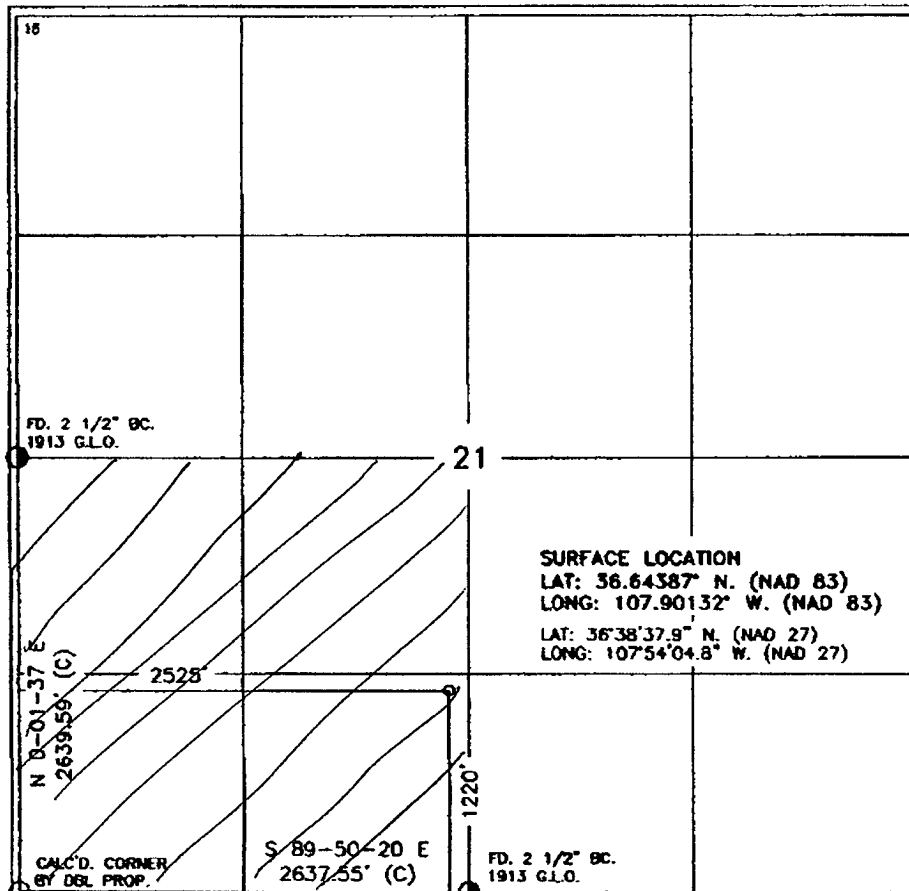 16
FD. 2 1/2" BC.
1913 G.L.O.
21
SURFACE LOCATION
LAT: 36.64387° N. (NAD 83)
LONG: 107.90132° W. (NAD 83)
LAT: 36°38'37.9" N. (NAD 27)
LONG: 107°54'04.8" W. (NAD 27)
N 0-01-37 E
2639.59' (C)
2525'
1220'
CALC'D. CORNER
BY DBL. PROP.
S 89-50-20 E
2637.55' (C)
FD. 2 1/2" BC.
1913 G.L.O.